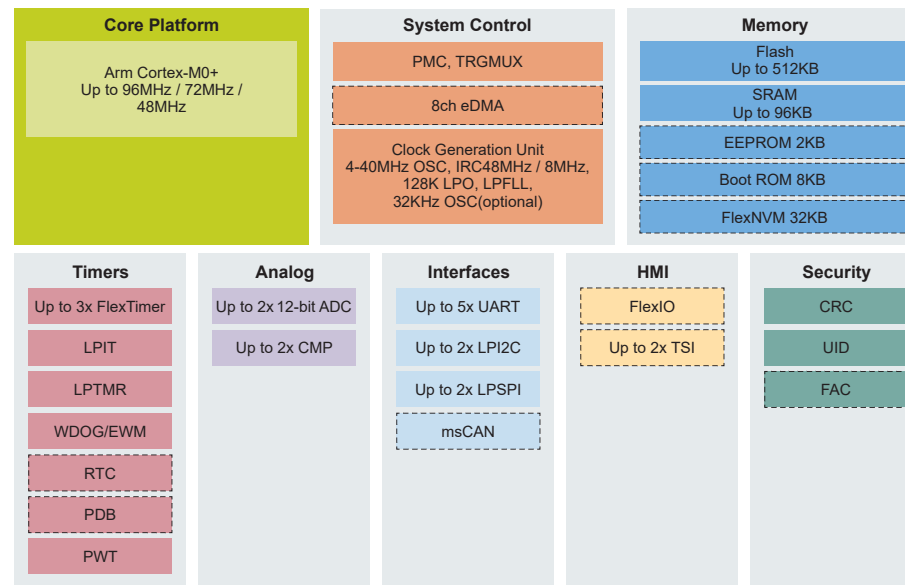 Core Platform
Arm Cortex-M0+
Up to 96MHz / 72MHz /
48MHz
System Control
PMC, TRGMUX
8ch eDMA
Clock Generation Unit
4-40MHz OSC, IRC48MHz / 8MHz,
128K LPO, LPFLL,
32KHz OSC(optional)
Memory
Flash
Up to 512KB
SRAM
Up to 96KB
EEPROM 2KB
Boot ROM 8KB
FlexNVM 32KB
Timers
Up to 3x FlexTimer
LPIT
LPTMR
WDOG/EWM
RTC
PDB
PWT
Analog
Up to 2x 12-bit ADC
Up to 2x CMP
Interfaces
Up to 5x UART
Up to 2x LPI2C
Up to 2x LPSPI
msCAN
HMI
FlexIO
Up to 2x TSI
Security
CRC
UID
FAC